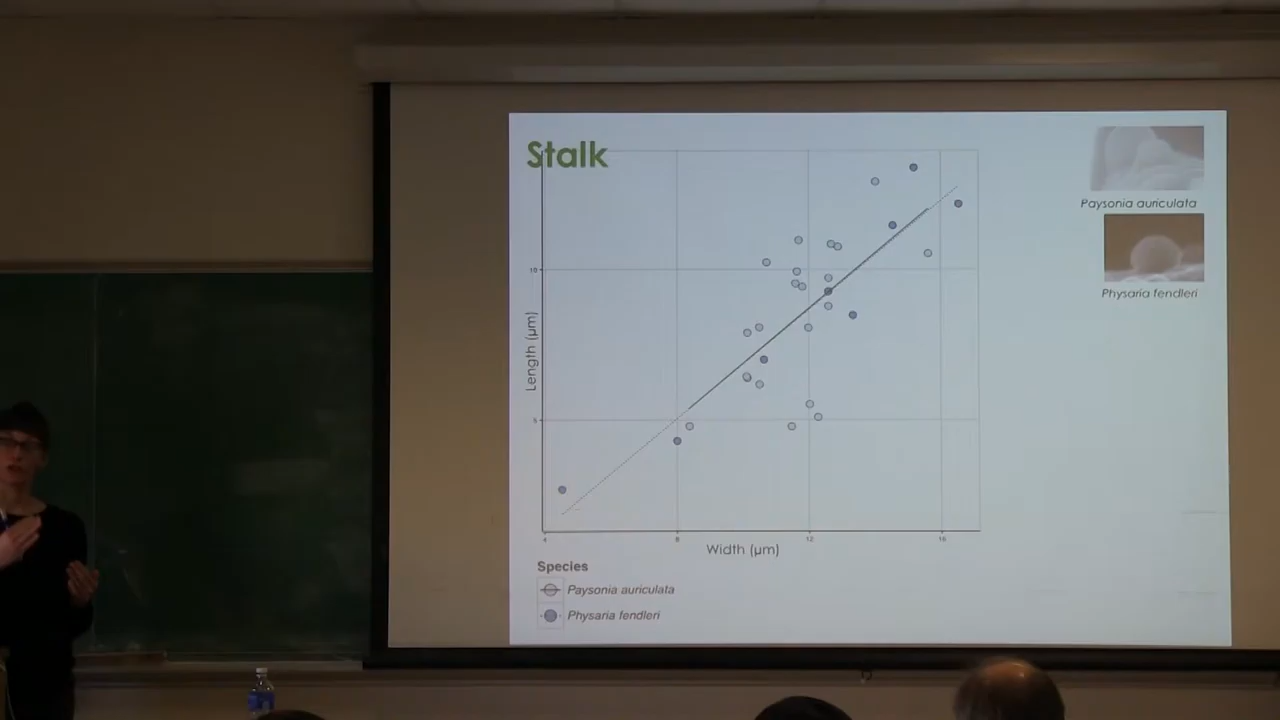 Stalk
Paysonia auriculata
Physaria fendleri
Length (µm)
10
5
4
8
12
16
Width (µm)
Species
Paysonia auriculata
Physaria fendleri